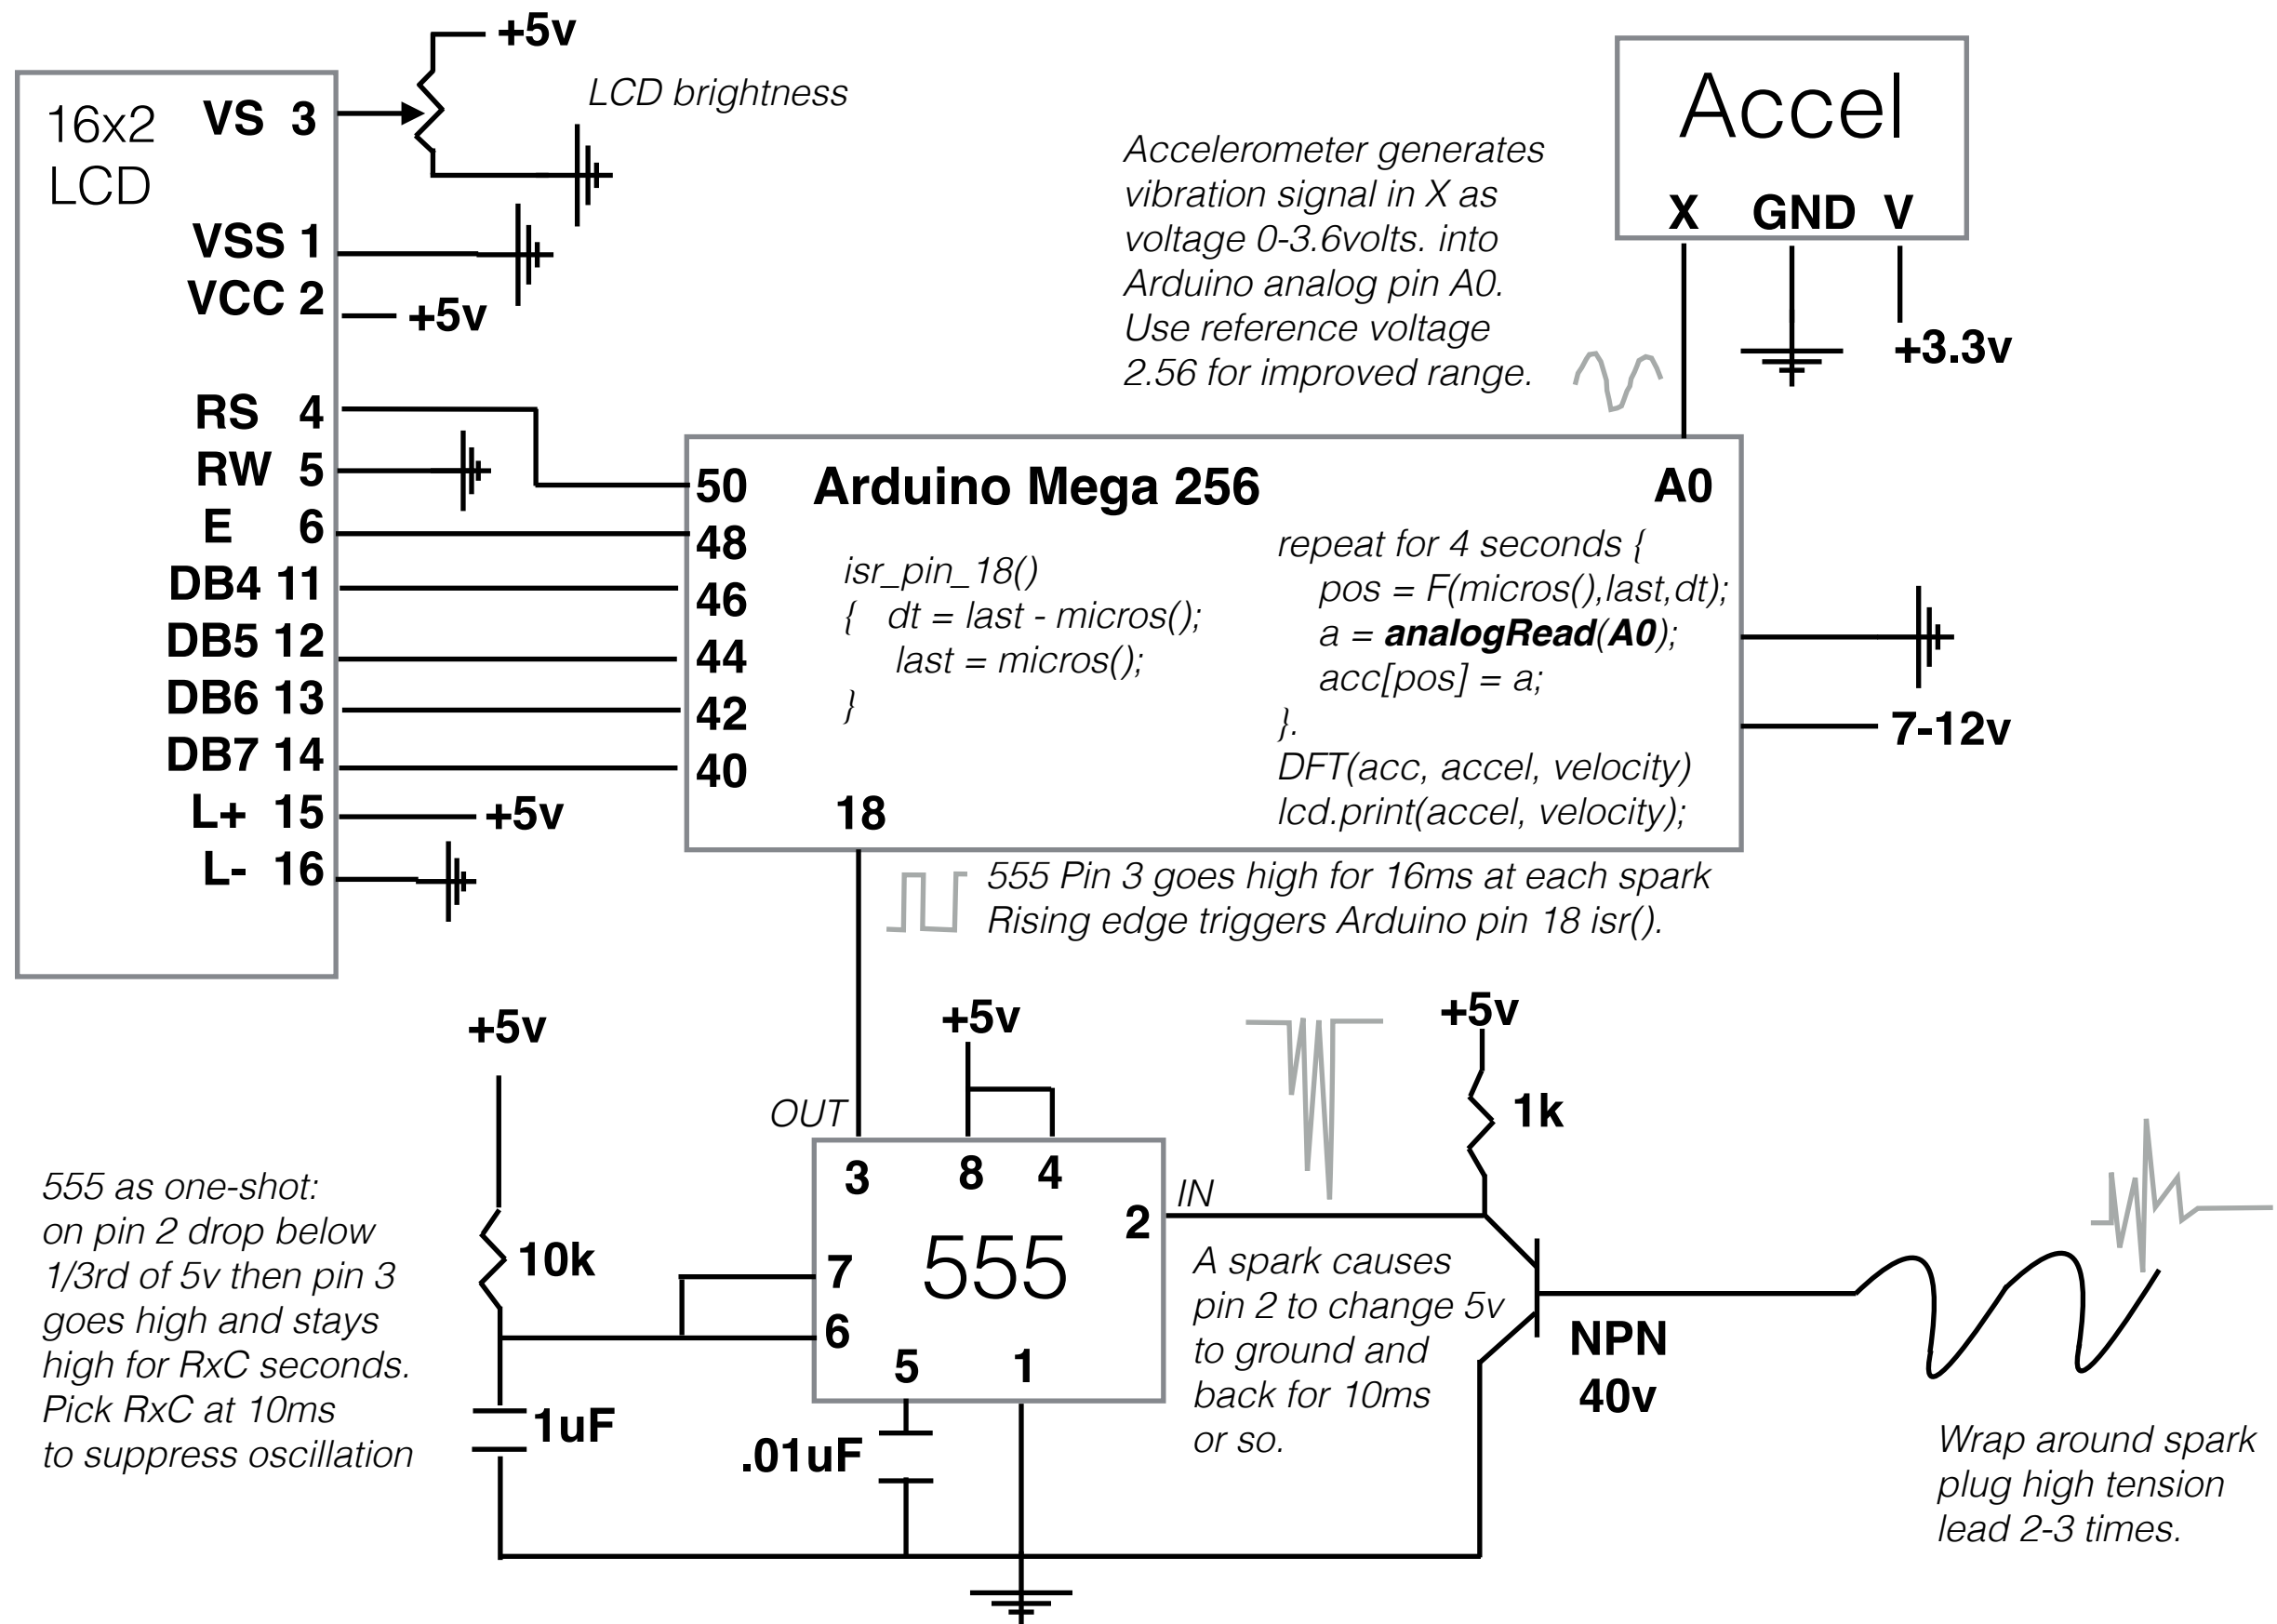 +5v
LCD brightness
16x2
LCD
VS 3
VSS 1
VCC 2
+5v
RS 4
RW 5
E 6
DB4 11
DB5 12
DB6 13
DB7 14
L+ 15
+5v
L- 16
Accelerometer generates
vibration signal in X as
voltage 0-3.6volts. into
Arduino analog pin A0.
Use reference voltage
2.56 for improved range.
Accel
X GND V
+3.3v
Arduino Mega 256
A0
50
48
46
44
42
40
18
isr_pin_18()
{ dt = last - micros();
last = micros();
}
repeat for 4 seconds {
pos = F(micros(),last,dt);
a = analogRead(A0);
acc[pos] = a;
}.
DFT(acc, accel, velocity)
lcd.print(accel, velocity);
7-12v
555 Pin 3 goes high for 16ms at each spark
Rising edge triggers Arduino pin 18 isr().
+5v
+5v
+5v
1k
OUT
3 8 4
2
IN
555
7
6
5 1
10k
1uF
.01uF
555 as one-shot:
on pin 2 drop below
1/3rd of 5v then pin 3
goes high and stays
high for RxC seconds.
Pick RxC at 10ms
to suppress oscillation
A spark causes
pin 2 to change 5v
to ground and
back for 10ms
or so.
NPN
40v
Wrap around spark
plug high tension
lead 2-3 times.